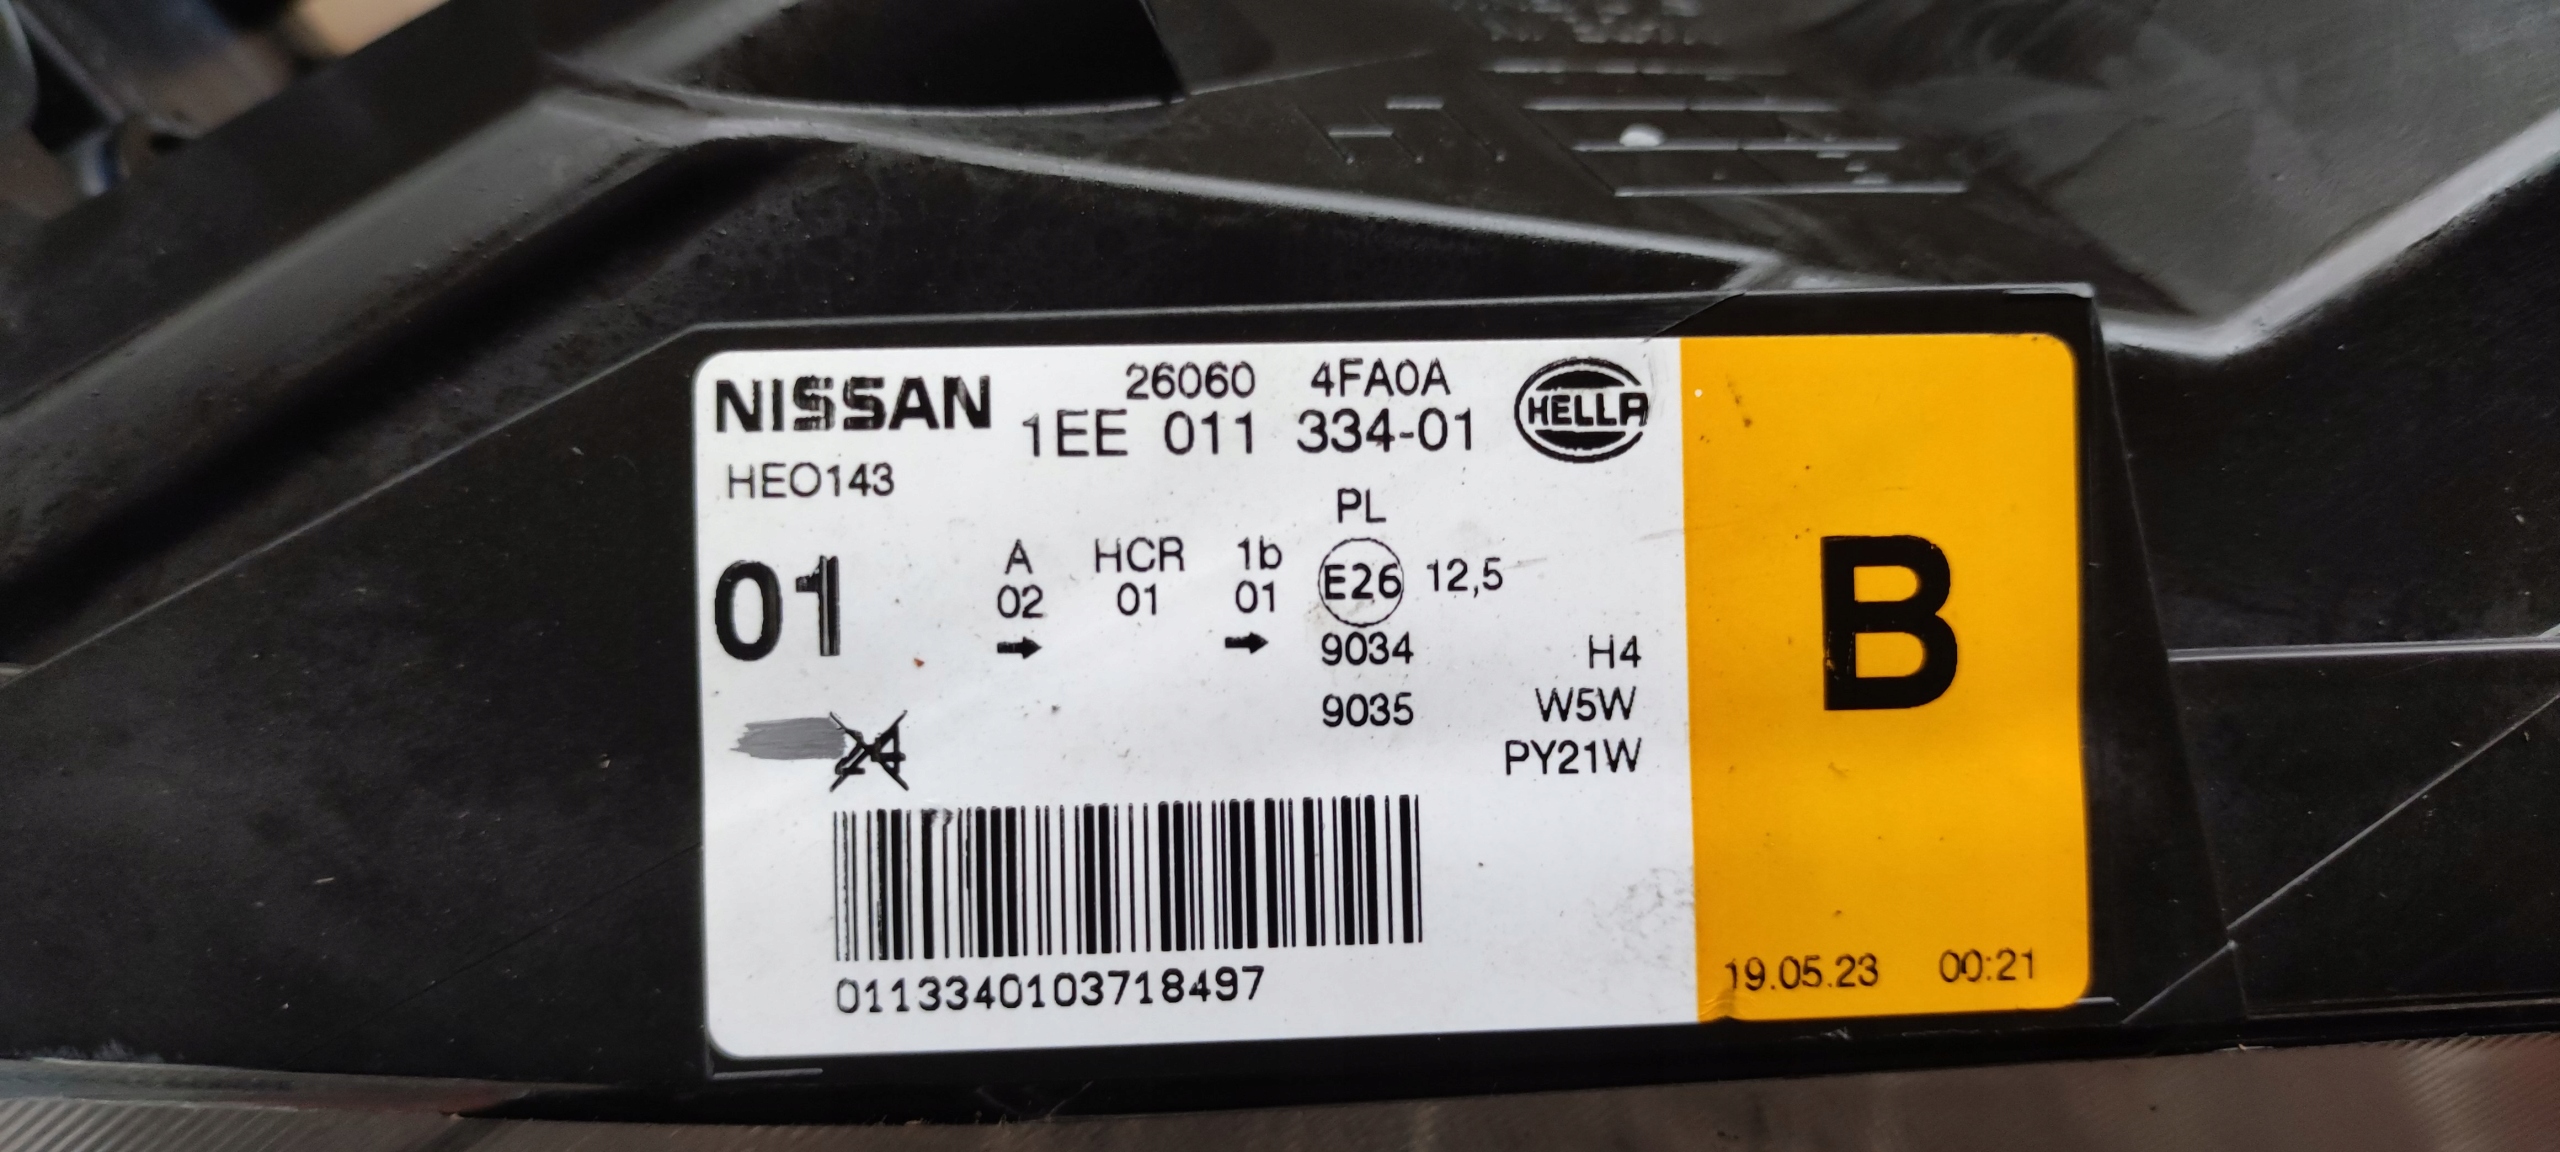 NISSAN 26060 4FA0A
1EE 011 334-01
HELLA
HEO143
PL
01 A HCR 1b E26 12,5
02 01 01
9034 H4
9035 W5W
24 PY21W
0113340103718497
B
19.05.23 00:21